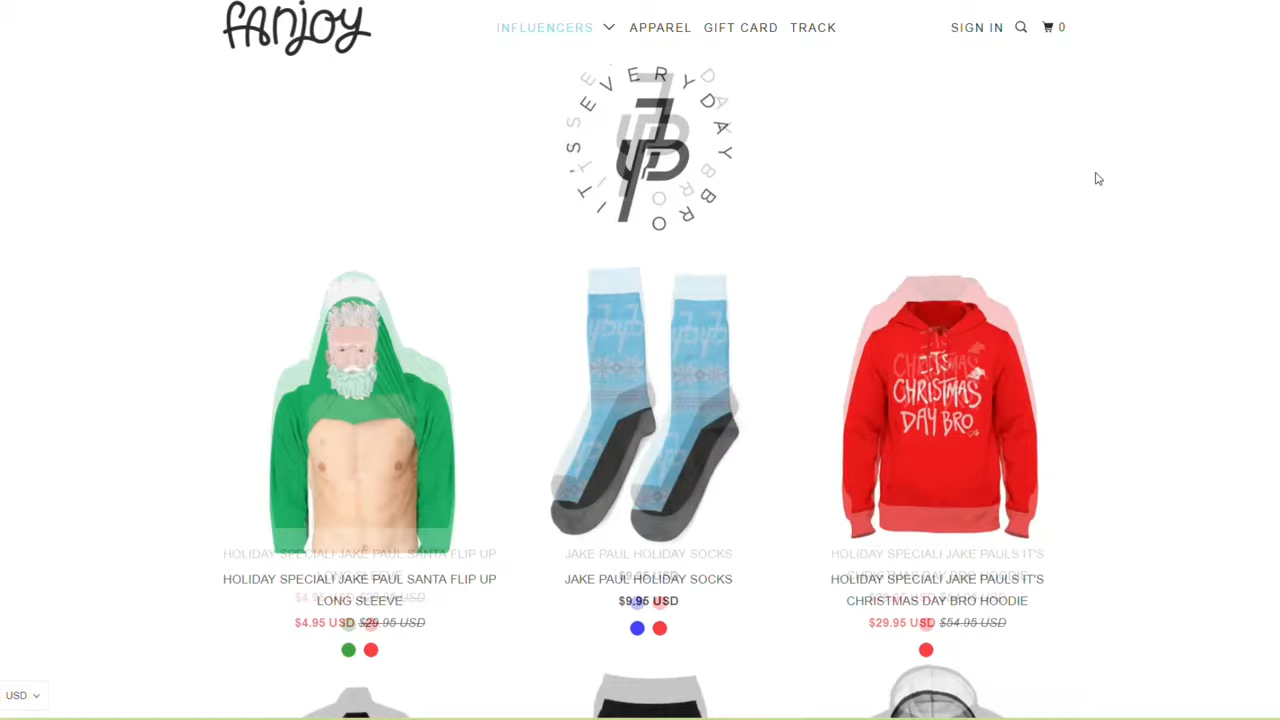 fanjoy
INFLUENCERS APPAREL GIFT CARD TRACK SIGN IN 0
IT'S EVERYDAY BRO
JP
IT'S
CHRISTMAS
DAY BRO
HOLIDAY SPECIAL! JAKE PAUL SANTA FLIP UP
LONG SLEEVE
$4.95 USD $29.95 USD
JAKE PAUL HOLIDAY SOCKS
$9.95 USD
HOLIDAY SPECIAL! JAKE PAULS IT'S
CHRISTMAS DAY BRO HOODIE
$29.95 USD $54.95 USD
USD